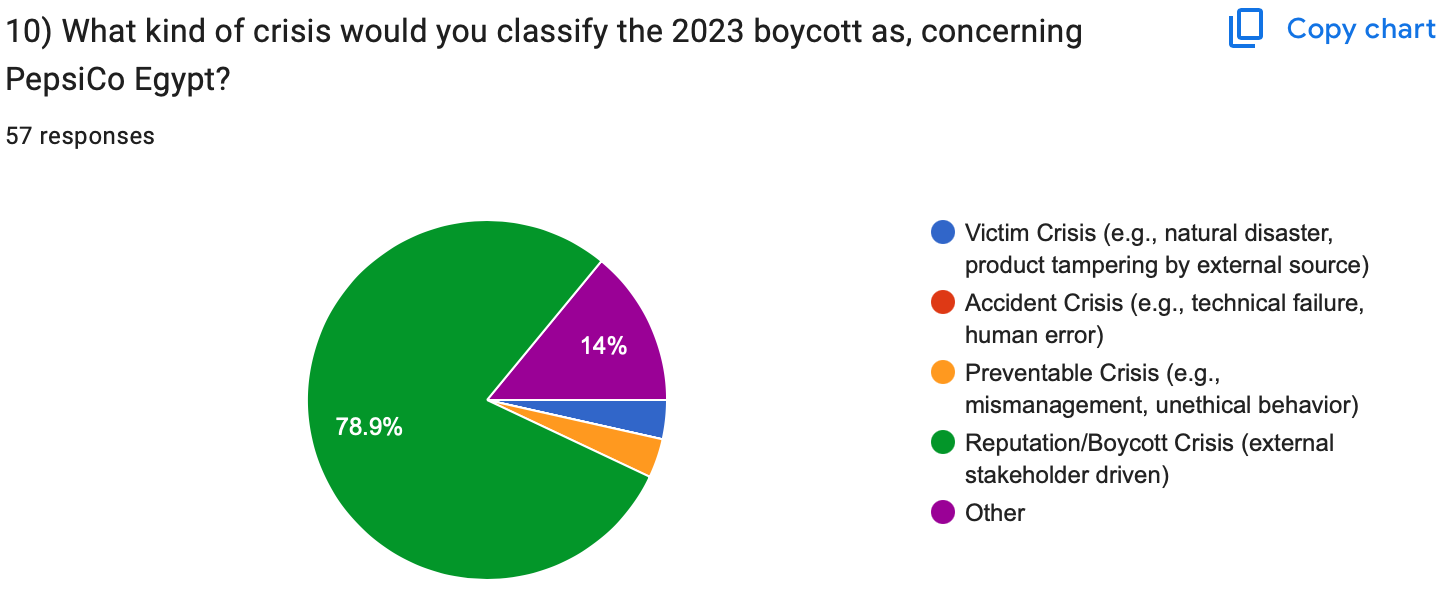 10) What kind of crisis would you classify the 2023 boycott as, concerning
PepsiCo Egypt?
Copy chart
57 responses
14%
78.9%
Victim Crisis (e.g., natural disaster,
product tampering by external source)
Accident Crisis (e.g., technical failure,
human error)
Preventable Crisis (e.g.,
mismanagement, unethical behavior)
Reputation/Boycott Crisis (external
stakeholder driven)
Other